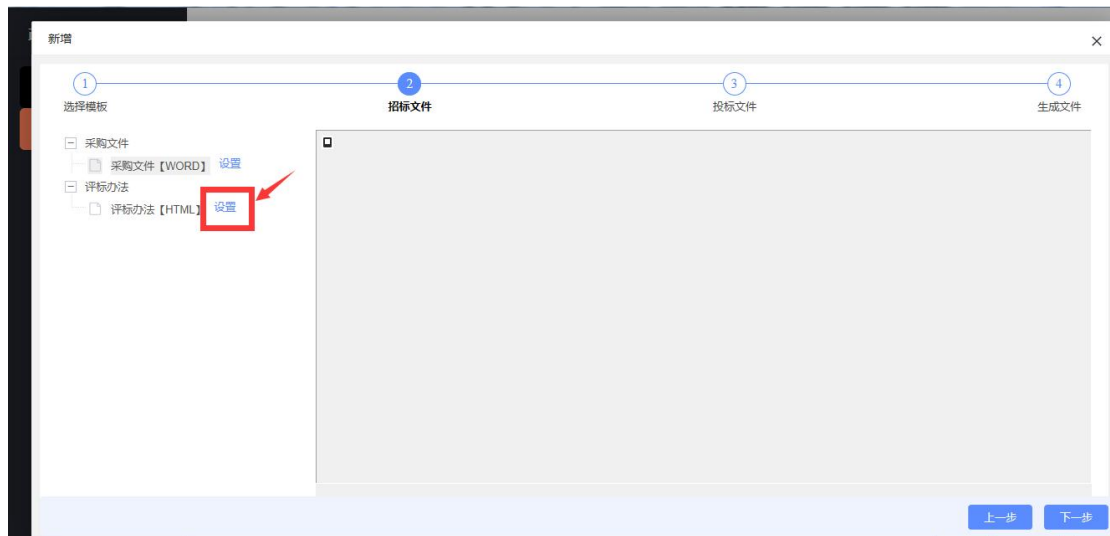 新增
×
1
2
3
4
选择模板
招标文件
投标文件
生成文件
采购文件
采购文件【WORD】 设置
评标办法
评标办法【HTML】 设置
上一步
下一步